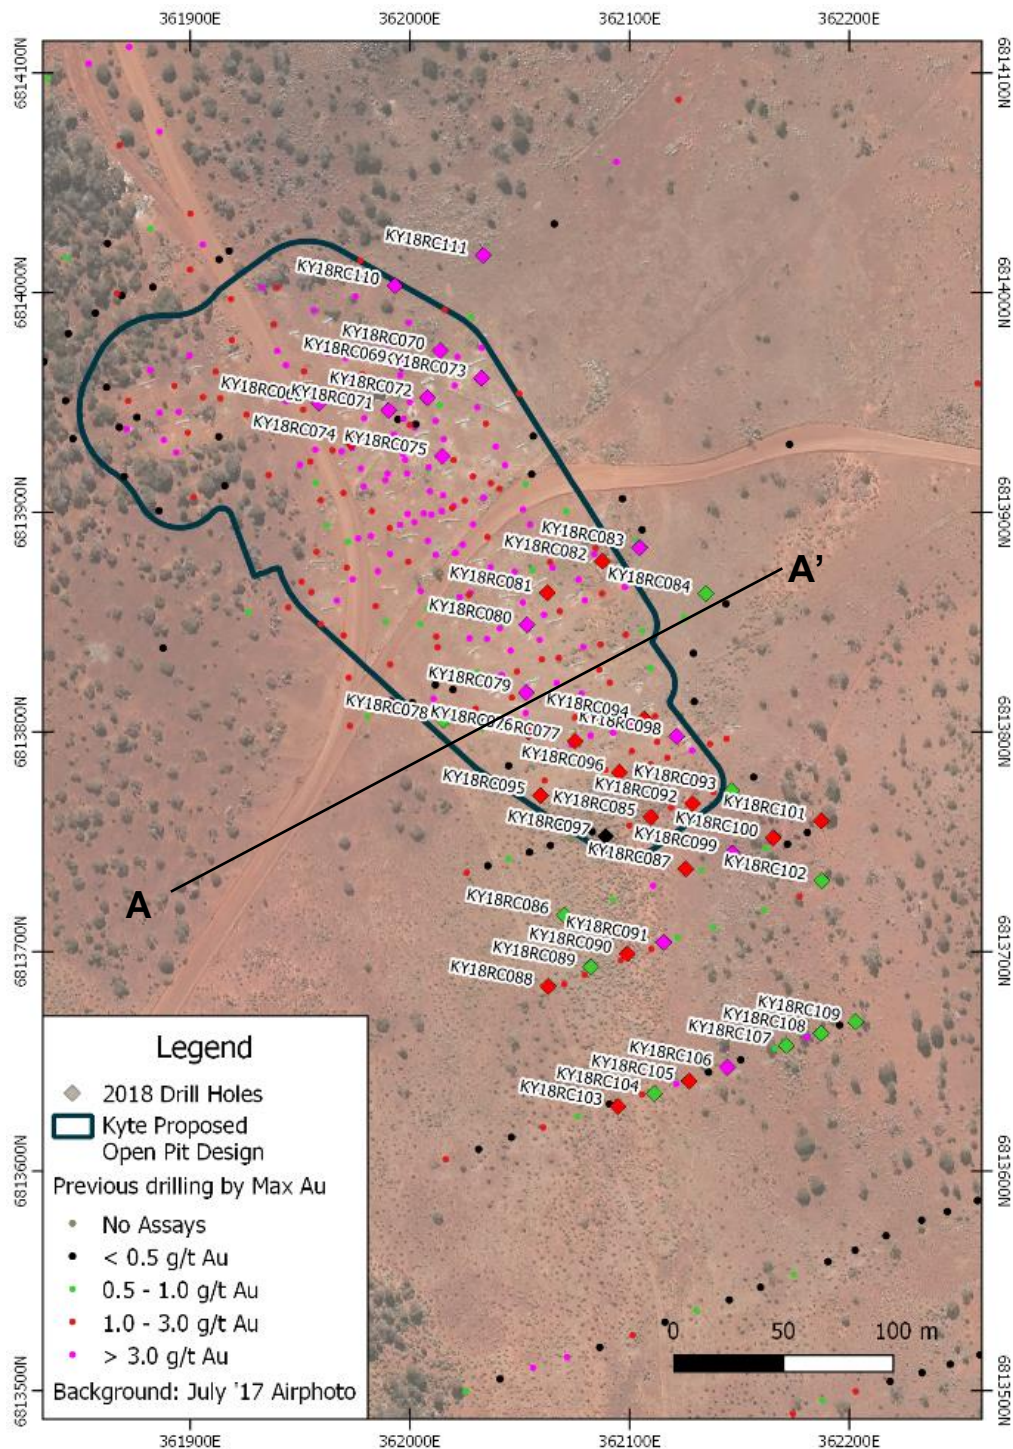 361900E
362000E
362100E
362200E
6814100N
6814100N
KY18RC111
KY18RC110
6814000N
6814000N
KY18RC070
KY18RC069
KY18RC073
KY18RC072
KY18RC071
KY18RC074
KY18RC075
6813900N
6813900N
KY18RC083
KY18RC082
KY18RC084
KY18RC081
A'
KY18RC080
KY18RC079
KY18RC094
KY18RC078
KY18RC098
6813800N
6813800N
KY18RC096
KY18RC093
KY18RC095
KY18RC092
KY18RC085
KY18RC101
KY18RC100
KY18RC097
KY18RC099
KY18RC087
KY18RC102
A
KY18RC086
KY18RC091
KY18RC090
KY18RC089
KY18RC088
6813700N
6813700N
KY18RC109
KY18RC108
KY18RC107
KY18RC106
KY18RC105
KY18RC104
KY18RC103
6813600N
6813600N
Legend
2018 Drill Holes
Kyte Proposed
Open Pit Design
Previous drilling by Max Au
No Assays
< 0.5 g/t Au
0.5 - 1.0 g/t Au
1.0 - 3.0 g/t Au
> 3.0 g/t Au
Background: July '17 Airphoto
0 50 100 m
6813500N
6813500N
361900E
362000E
362100E
362200E